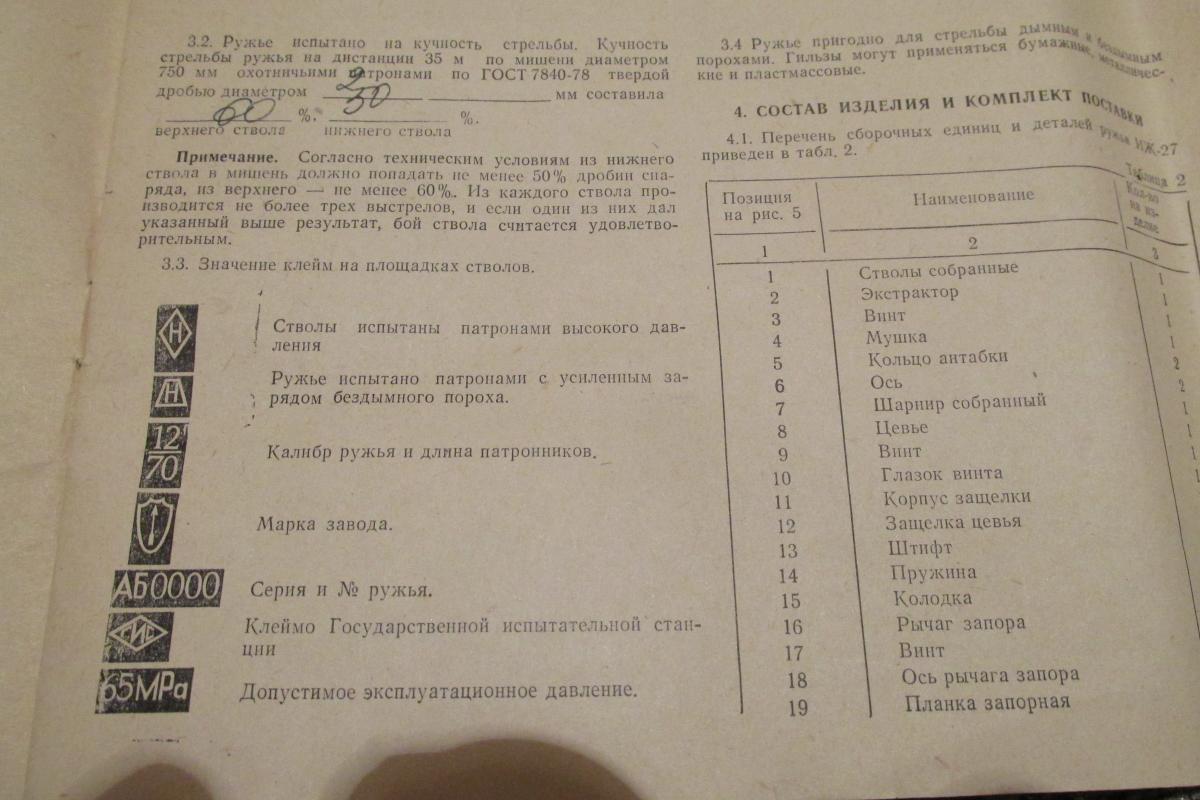 3.2. Ружье испытано на кучность стрельбы. Кучность
стрельбы ружья на дистанции 35 м по мишени диаметром
750 мм охотничьими патронами по ГОСТ 7840-78 твердой
дробью диаметром мм составила
60 %. 50 %.
верхнего ствола нижнего ствола
Примечание. Согласно техническим условиям из нижнего
ствола в мишень должно попадать не менее 50% дробин сна-
ряда, из верхнего — не менее 60%. Из каждого ствола про-
изводится не более трех выстрелов, и если один из них дал
указанный выше результат, бой ствола считается удовлетво-
рительным.
3.3. Значение клейм на площадках стволов.
Н
Стволы испытаны патронами высокого дав-
ления
Н
Ружье испытано патронами с усиленным за-
рядом бездымного пороха.
12
70
Калибр ружья и длина патронников.
Марка завода.
АБ0000 Серия и № ружья.
ГИС Клеймо Государственной испытательной стан-
ции
65МРа Допустимое эксплуатационное давление.
3.4 Ружье пригодно для стрельбы дымным и бездымным
порохами. Гильзы могут применяться бумажные, металличес-
кие и пластмассовые.
4. СОСТАВ ИЗДЕЛИЯ И КОМПЛЕКТ ПОСТАВКИ
4.1. Перечень сборочных единиц и деталей ружья ИЖ-27
приведен в табл. 2.
Таблица 2
Позиция на рис. 5 Наименование Кол-во на из-делие
1 2 3
1 Стволы собранные 1
2 Экстрактор 1
3 Винт 1
4 Мушка 1
5 Кольцо антабки 2
6 Ось 2
7 Шарнир собранный 1
8 Цевье 1
9 Винт 1
10 Глазок винта 1
11 Корпус защелки
12 Защелка цевья
13 Штифт
14 Пружина
15 Колодка
16 Рычаг запора
17 Винт
18 Ось рычага запора
19 Планка запорная